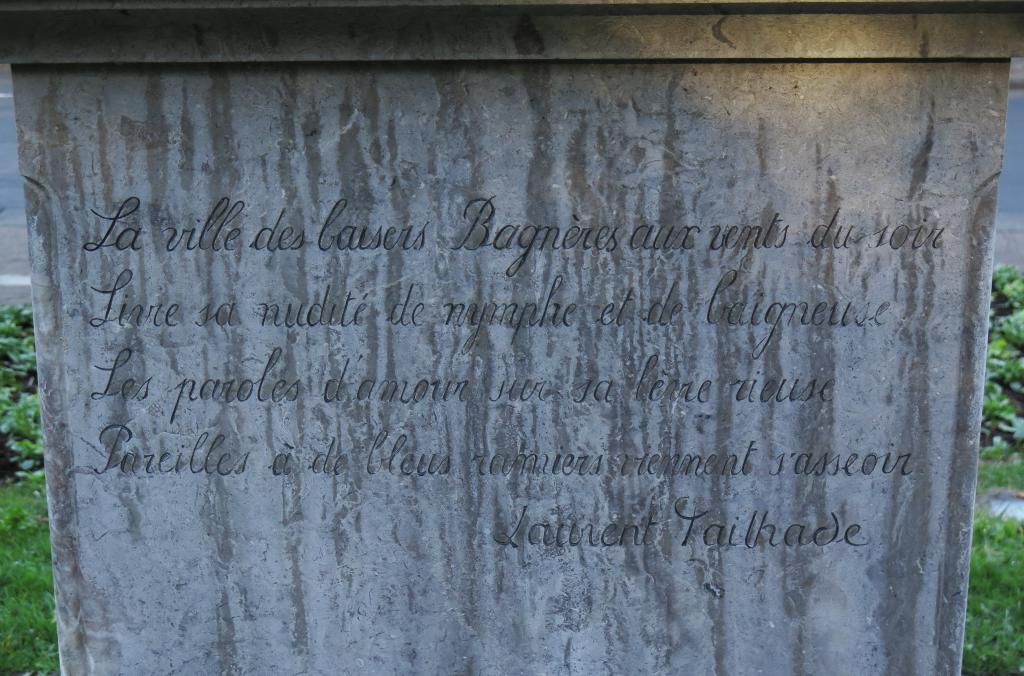 La ville des baisers Bagnères aux vents du soir
Livre sa nudité de nymphe et de baigneuse
Les paroles d'amour sur sa lèvre rieuse
Pareilles à de bleus ramiers viennent s'asseoir
Laurent Tailhade